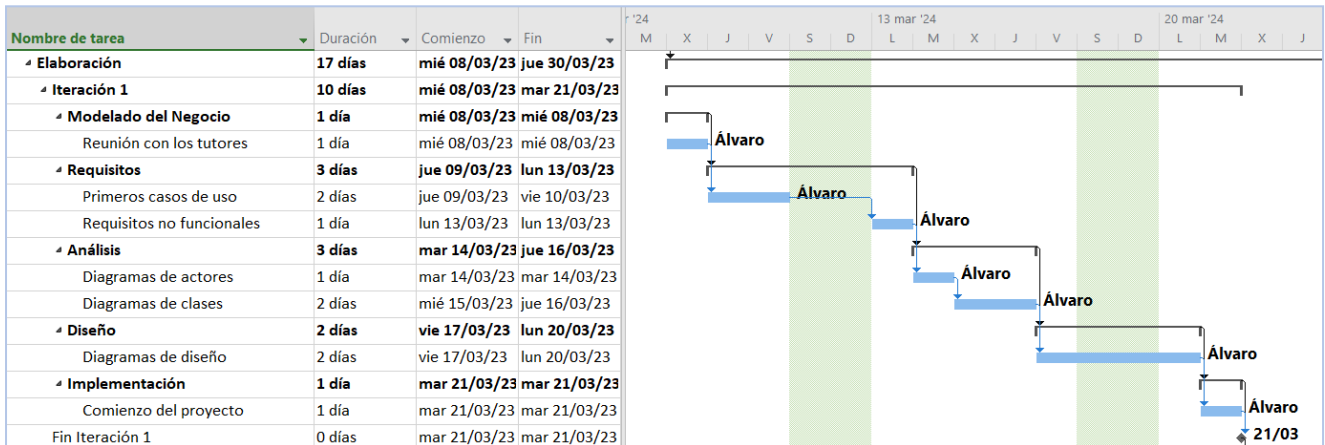 r '24 13 mar '24 20 mar '24
Nombre de tarea Duración Comienzo Fin M X J V S D L M X J V S D L M X J
Elaboración 17 días mié 08/03/23 jue 30/03/23
Iteración 1 10 días mié 08/03/23 mar 21/03/23
Modelado del Negocio 1 día mié 08/03/23 mié 08/03/23
Reunión con los tutores 1 día mié 08/03/23 mié 08/03/23 Álvaro
Requisitos 3 días jue 09/03/23 lun 13/03/23
Primeros casos de uso 2 días jue 09/03/23 vie 10/03/23 Álvaro
Requisitos no funcionales 1 día lun 13/03/23 lun 13/03/23 Álvaro
Análisis 3 días mar 14/03/23 jue 16/03/23
Diagramas de actores 1 día mar 14/03/23 mar 14/03/23 Álvaro
Diagramas de clases 2 días mié 15/03/23 jue 16/03/23 Álvaro
Diseño 2 días vie 17/03/23 lun 20/03/23
Diagramas de diseño 2 días vie 17/03/23 lun 20/03/23 Álvaro
Implementación 1 día mar 21/03/23 mar 21/03/23
Comienzo del proyecto 1 día mar 21/03/23 mar 21/03/23 Álvaro
Fin Iteración 1 0 días mar 21/03/23 mar 21/03/23 21/03